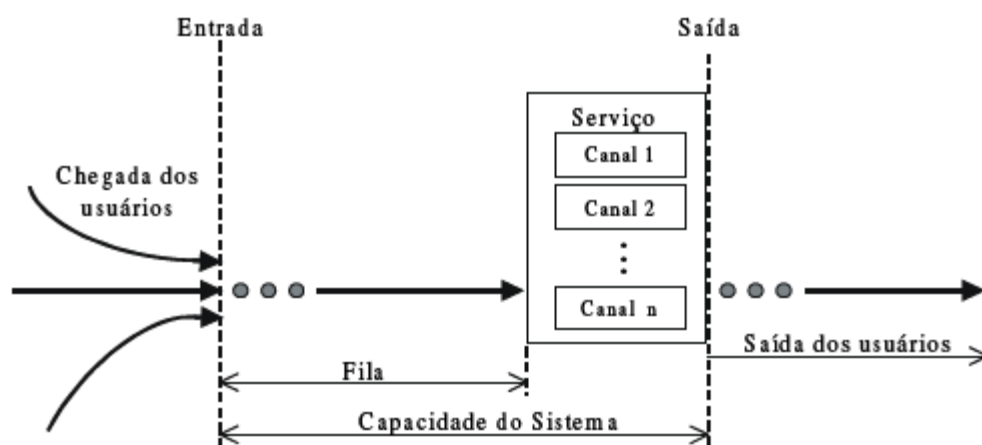 Entrada
Saída
Serviço
Canal 1
Chegada dos
usuários
Canal 2
Canal n
Saída dos usuários
Fila
Capacidade do Sistema